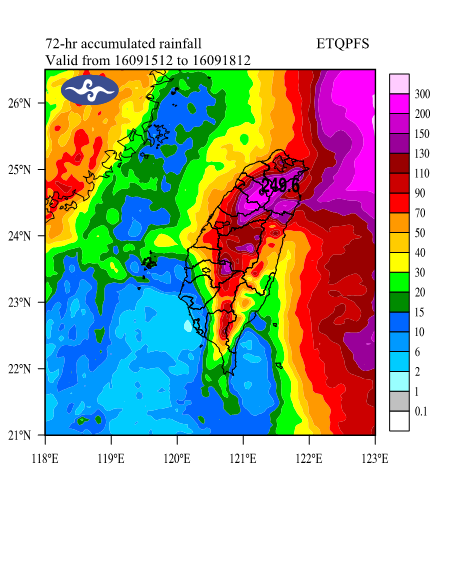 72-hr accumulated rainfall ETQPFS
Valid from 16091512 to 16091812
26°N
25°N
24°N
23°N
22°N
21°N
118°E 119°E 120°E 121°E 122°E 123°E
249.6
300
200
150
130
110
90
70
50
40
30
20
15
10
6
2
1
0.1